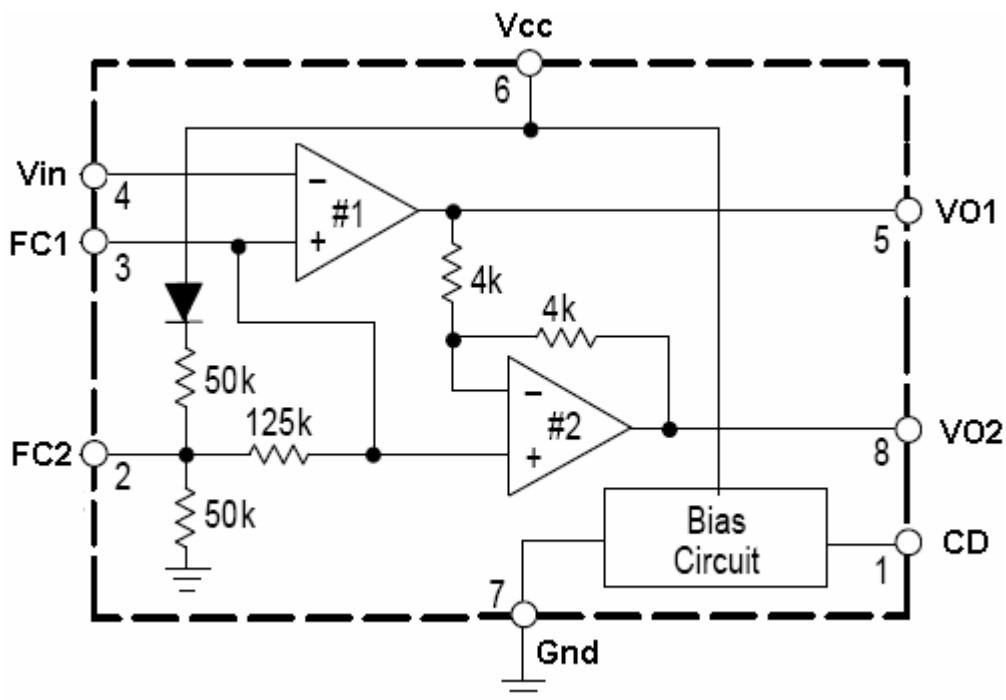 Vcc
6
Vin
4
−
#1
+
VO1
5
FC1
3
4k
4k
50k
125k
−
#2
+
FC2
2
VO2
8
50k
Bias
Circuit
CD
1
7
Gnd